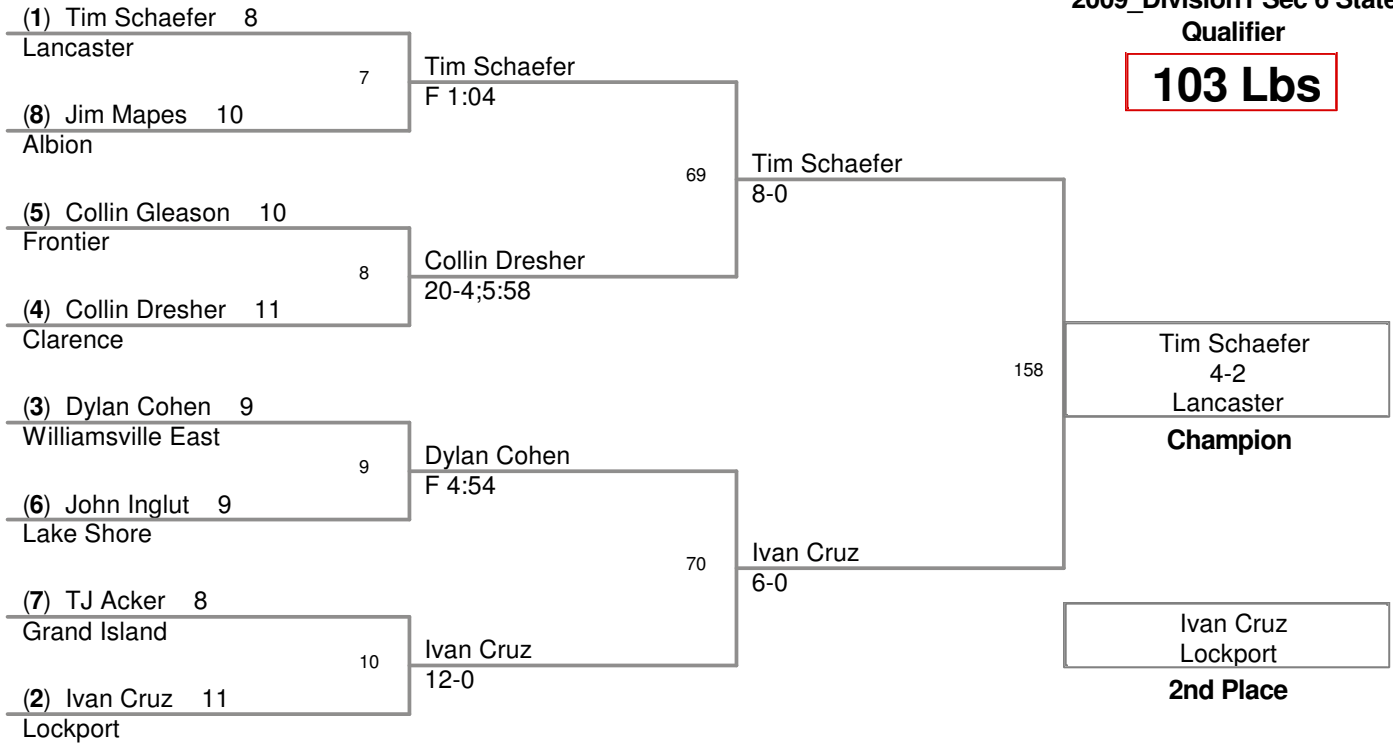 2009_Division1 Sec 6 State
Qualifier
103 Lbs
(1) Tim Schaefer 8
Lancaster
7
Tim Schaefer
F 1:04
(8) Jim Mapes 10
Albion
69
Tim Schaefer
8-0
(5) Collin Gleason 10
Frontier
8
Collin Dresher
20-4;5:58
(4) Collin Dresher 11
Clarence
158
Tim Schaefer
4-2
Lancaster
Champion
(3) Dylan Cohen 9
Williamsville East
9
Dylan Cohen
F 4:54
(6) John Inglut 9
Lake Shore
70
Ivan Cruz
6-0
(7) TJ Acker 8
Grand Island
10
Ivan Cruz
12-0
(2) Ivan Cruz 11
Lockport
Ivan Cruz
Lockport
2nd Place